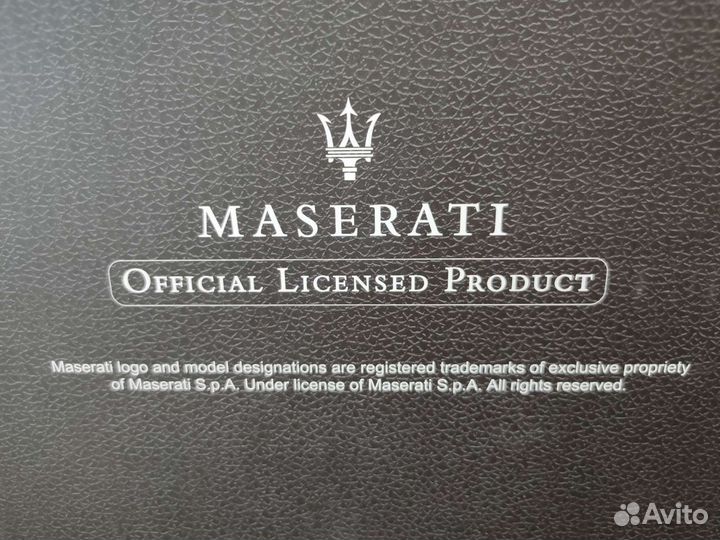 MASERATI
OFFICIAL LICENSED PRODUCT
Maserati logo and model designations are registered trademarks of exclusive propriety
of Maserati S.p.A. Under license of Maserati S.p.A. All rights reserved.
Avito